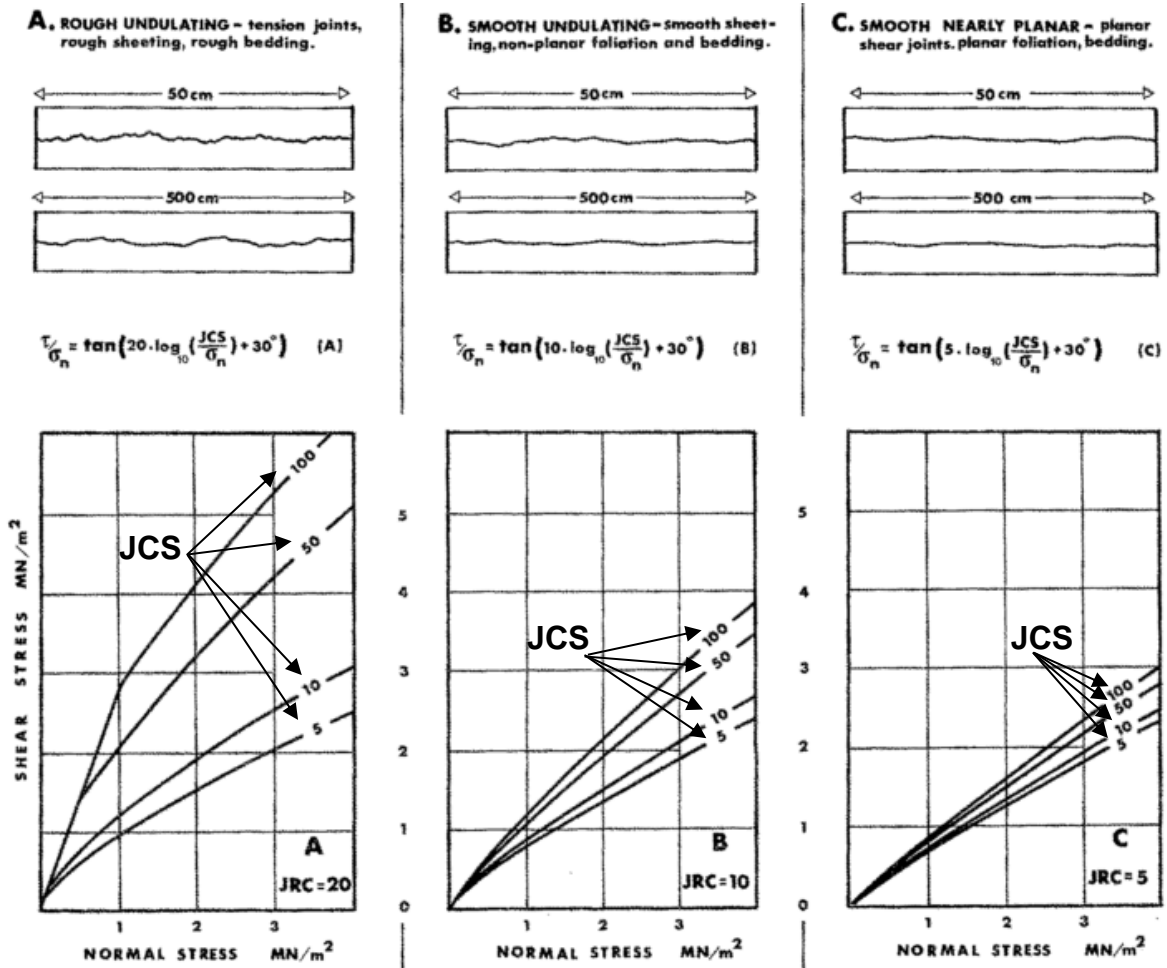 A. ROUGH UNDULATING – tension joints,
rough sheeting, rough bedding.
50 cm
500 cm
τ/σn = tan(20·log10(JCS/σn) + 30°) (A)
SHEAR STRESS MN/m²
JCS
100
50
10
5
A
JRC = 20
1 2 3
NORMAL STRESS MN/m²
B. SMOOTH UNDULATING – smooth sheet-
ing, non-planar foliation and bedding.
50 cm
500 cm
τ/σn = tan(10·log10(JCS/σn) + 30°) (B)
5
4
3
2
1
0
JCS
100
50
10
5
B
JRC = 10
1 2 3
NORMAL STRESS MN/m²
C. SMOOTH NEARLY PLANAR – planar
shear joints. planar foliation, bedding.
50 cm
500 cm
τ/σn = tan(5·log10(JCS/σn) + 30°) (C)
5
4
3
2
1
0
JCS
100
50
10
5
C
JRC = 5
1 2 3
NORMAL STRESS MN/m²